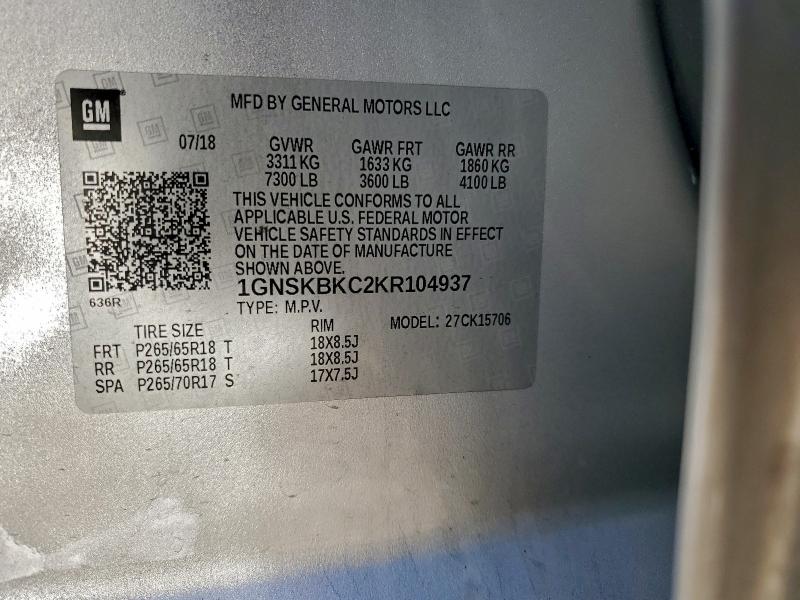 GM
MFD BY GENERAL MOTORS LLC
07/18
GVWR GAWR FRT GAWR RR
3311 KG 1633 KG 1860 KG
7300 LB 3600 LB 4100 LB
THIS VEHICLE CONFORMS TO ALL
APPLICABLE U.S. FEDERAL MOTOR
VEHICLE SAFETY STANDARDS IN EFFECT
ON THE DATE OF MANUFACTURE
SHOWN ABOVE.
636R
1GNSKBKC2KR104937
TYPE: M.P.V.
MODEL: 27CK15706
TIRE SIZE RIM
FRT P265/65R18 T 18X8.5J
RR P265/65R18 T 18X8.5J
SPA P265/70R17 S 17X7.5J